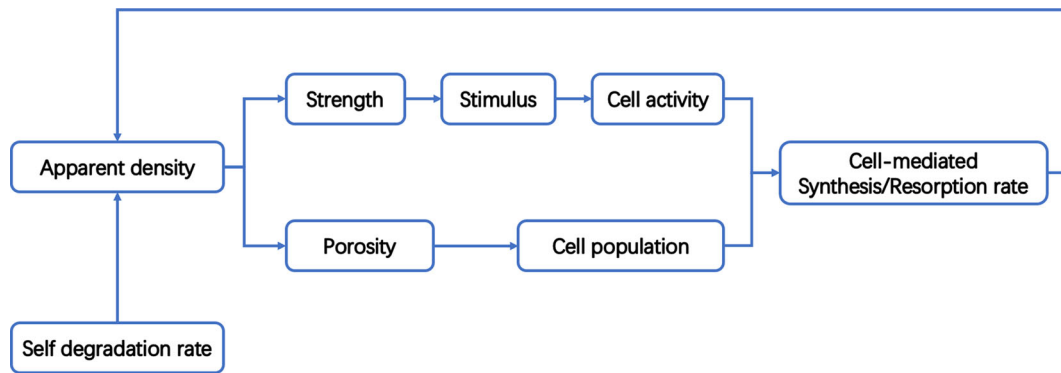 Strength
Stimulus
Cell activity
Apparent density
Cell-mediated
Synthesis/Resorption rate
Porosity
Cell population
Self degradation rate